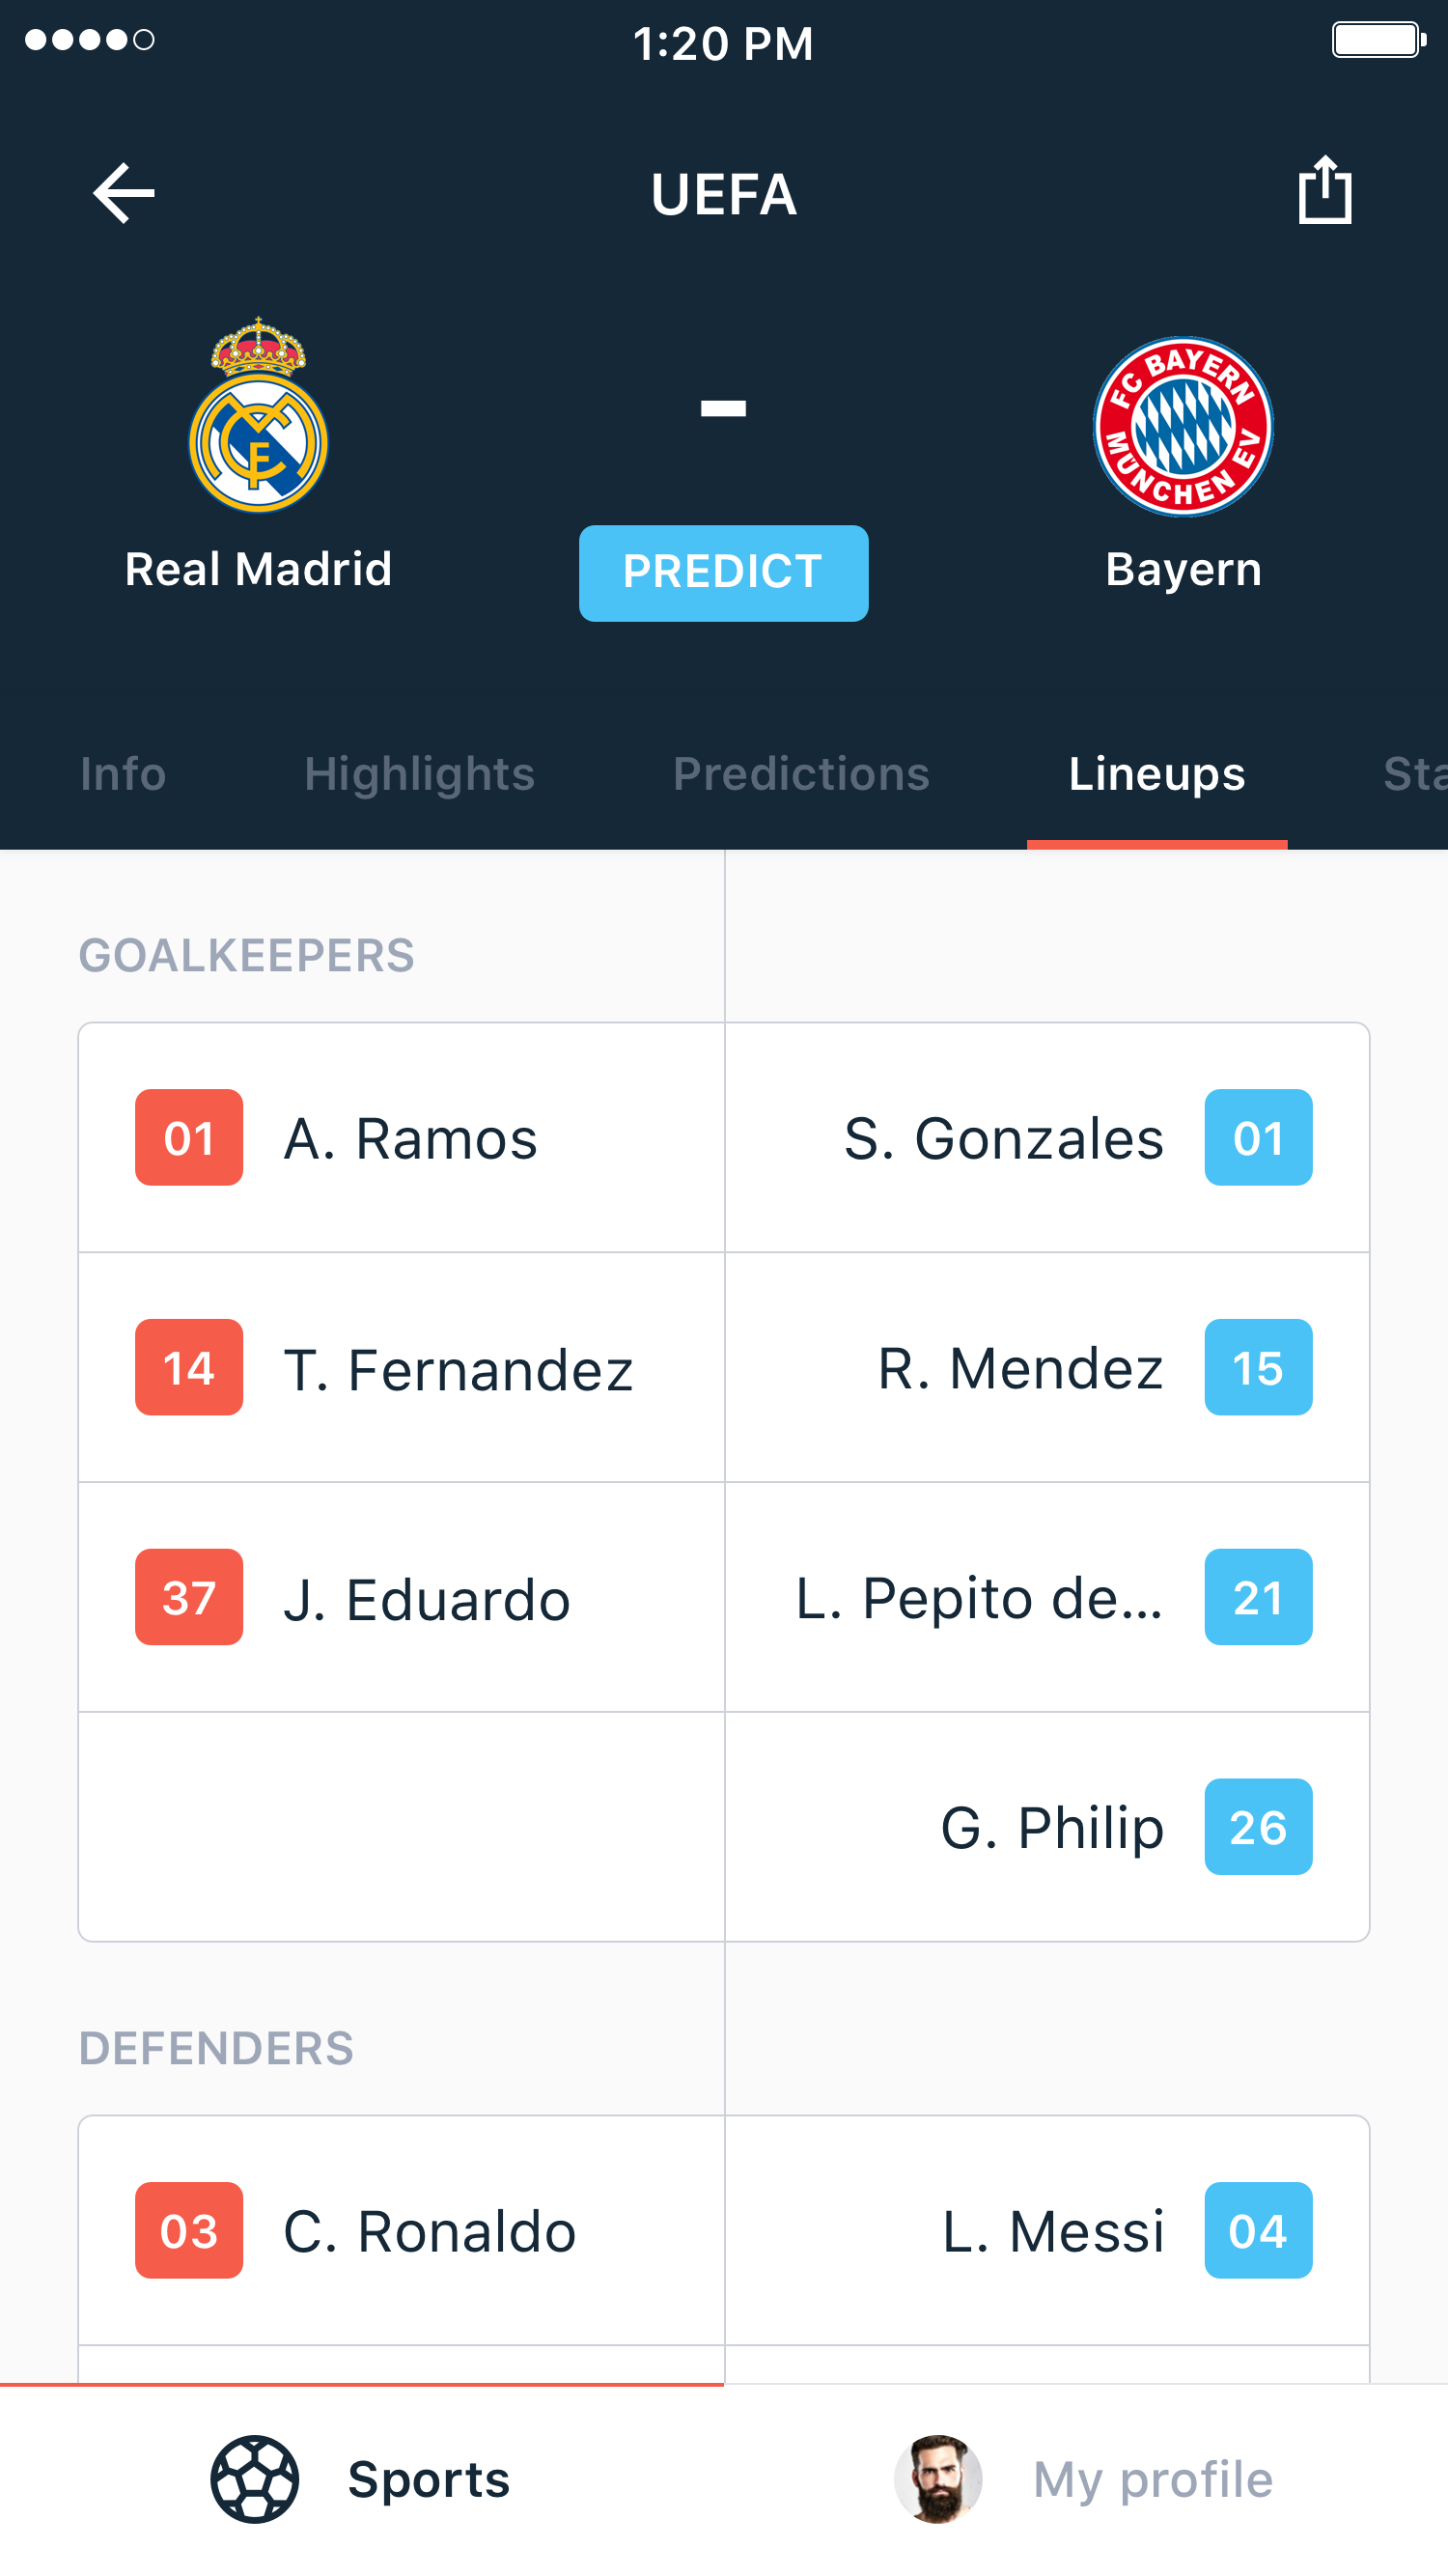 1:20 PM
UEFA
FC BAYERN
MÜNCHEN EV
Real Madrid
PREDICT
Bayern
Info Highlights Predictions Lineups Sta
GOALKEEPERS
01 A. Ramos S. Gonzales 01
14 T. Fernandez R. Mendez 15
37 J. Eduardo L. Pepito de... 21
G. Philip 26
DEFENDERS
03 C. Ronaldo L. Messi 04
Sports My profile